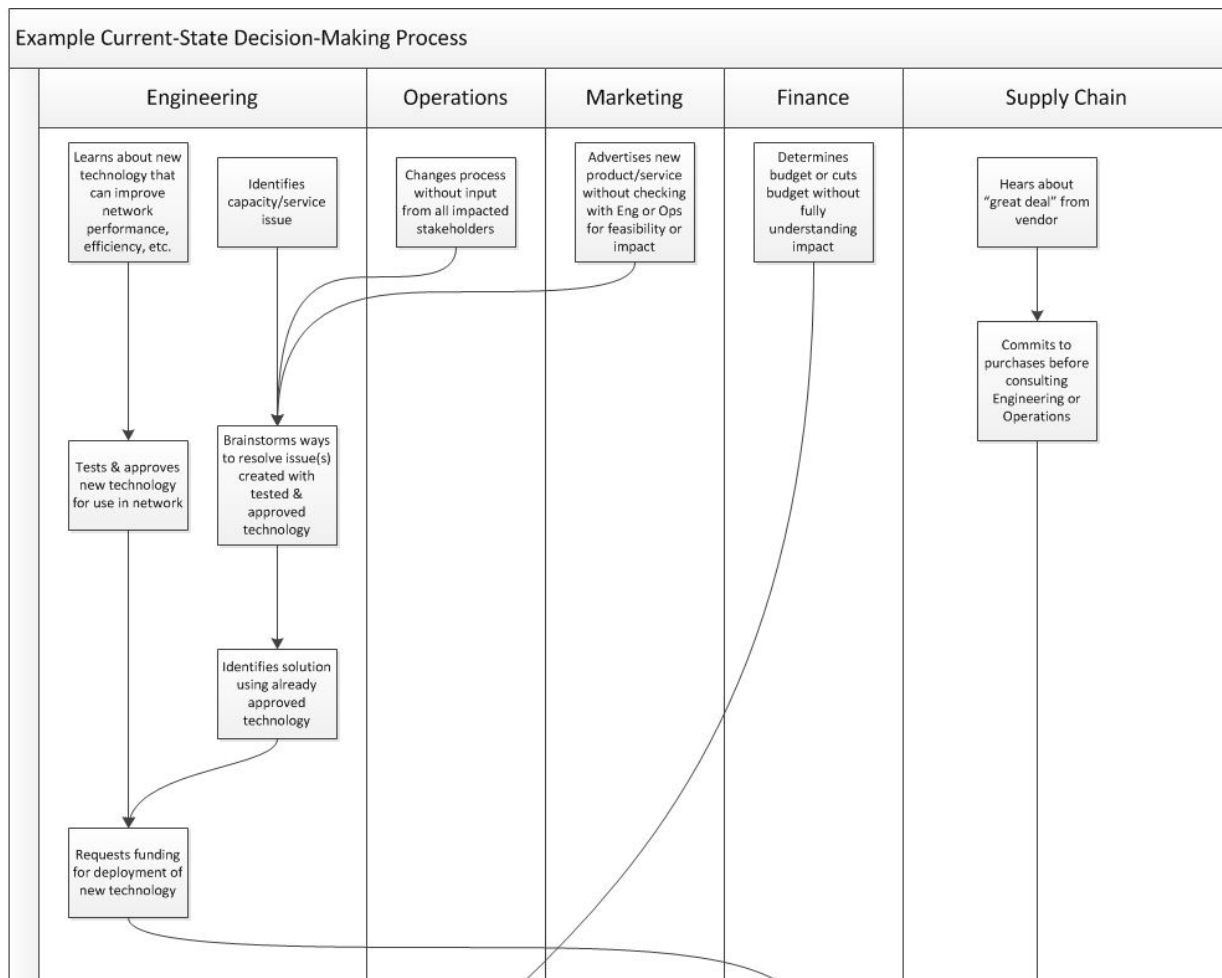 Example Current-State Decision-Making Process
Engineering
Operations
Marketing
Finance
Supply Chain
Learns about new
technology that
can improve
network
performance,
efficiency, etc.
Identifies
capacity/service
issue
Changes process
without input
from all impacted
stakeholders
Advertises new
product/service
without checking
with Eng or Ops
for feasibility or
impact
Determines
budget or cuts
budget without
fully
understanding
impact
Hears about
“great deal” from
vendor
Commits to
purchases before
consulting
Engineering or
Operations
Tests & approves
new technology
for use in network
Brainstorms ways
to resolve issue(s)
created with
tested &
approved
technology
Identifies solution
using already
approved
technology
Requests funding
for deployment of
new technology